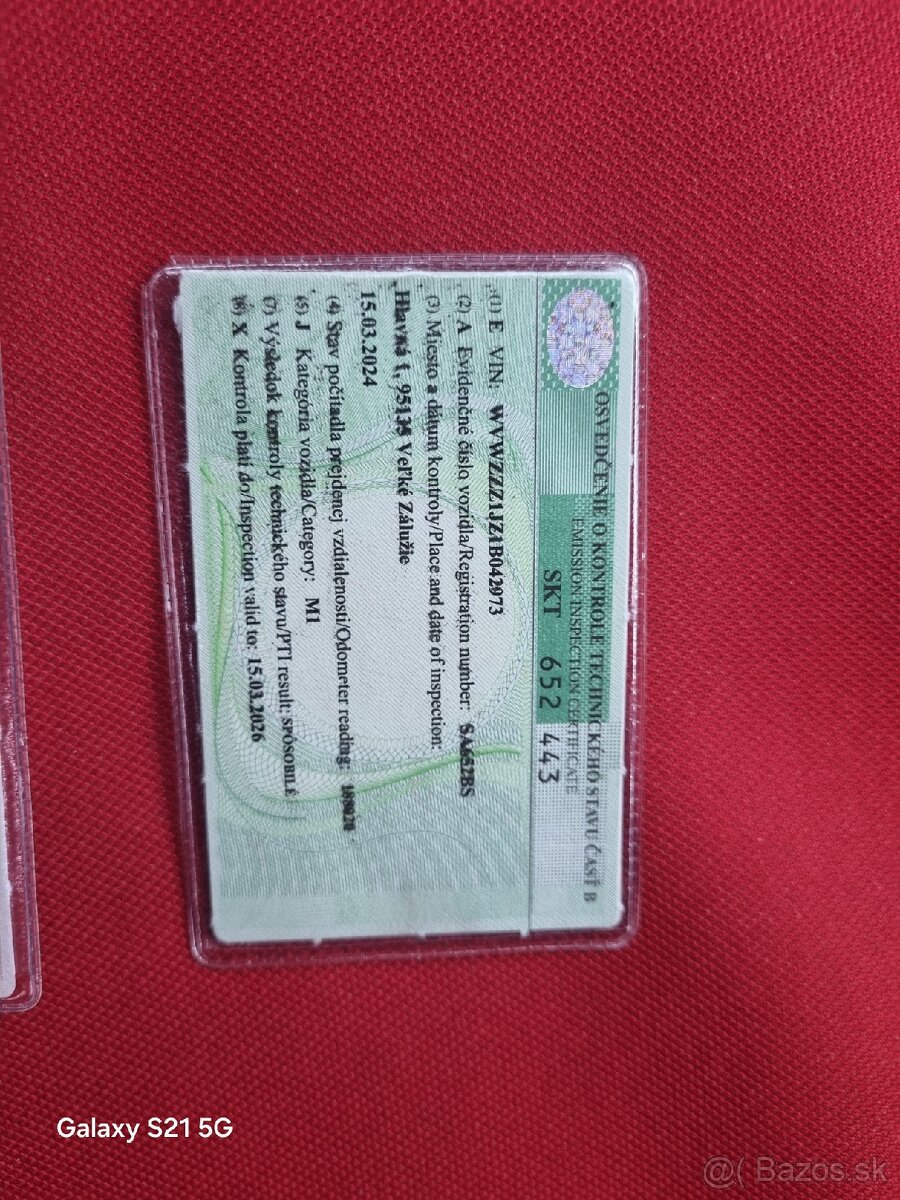 OSVEDČENIE O KONTROLE TECHNICKÉHO STAVU ČASŤ B
EMISSION INSPECTION CERTIFICATE
SKT 652 443
(1) E VIN: WVWZZZ1JZ1B042973
(2) A Evidenčné číslo vozidla/Registration number: SA652BS
(3) Miesto a dátum kontroly/Place and date of inspection:
Hlavná 1, 95135 Veľké Zálužie
15.03.2024
(4) Stav počítadla prejdenej vzdialenosti/Odometer reading:
(5) J Kategória vozidla/Category: M1
(7) Výsledok kontroly technického stavu/PTI result: SPÔSOBILÉ
(8) X Kontrola platí do/Inspection valid to: 15.03.2026
Galaxy S21 5G
@( Bazos.sk